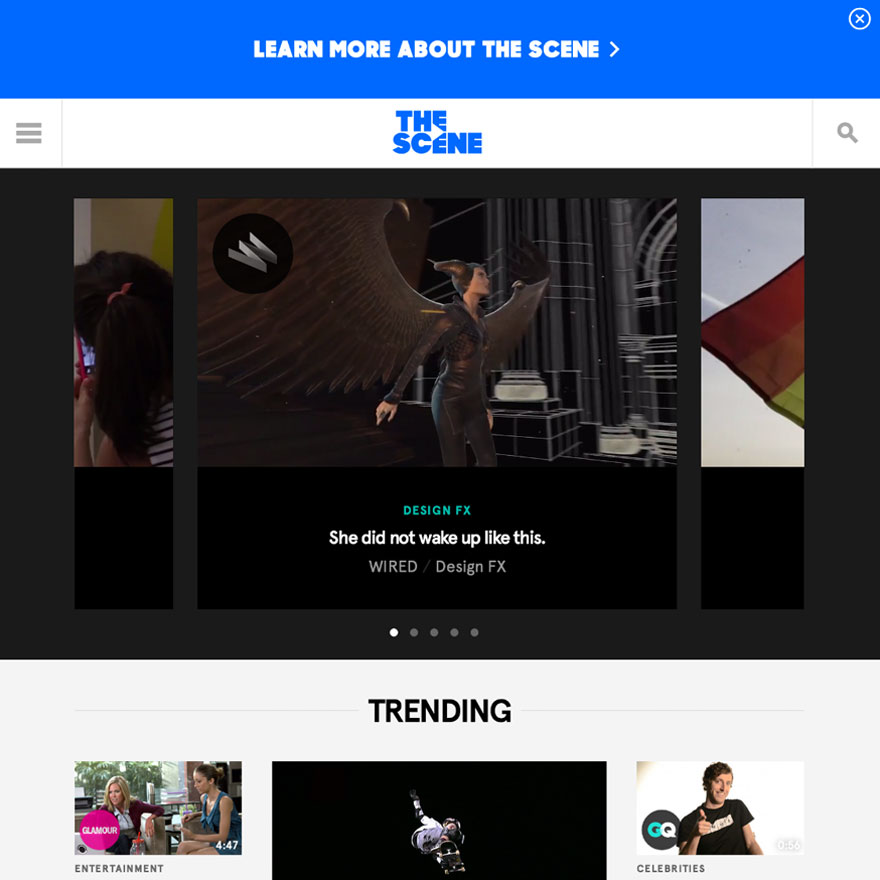 LEARN MORE ABOUT THE SCENE
THE
SCENE
DESIGN FX
She did not wake up like this.
WIRED / Design FX
TRENDING
GLAMOUR
4:47
GQ
0:56
ENTERTAINMENT
CELEBRITIES